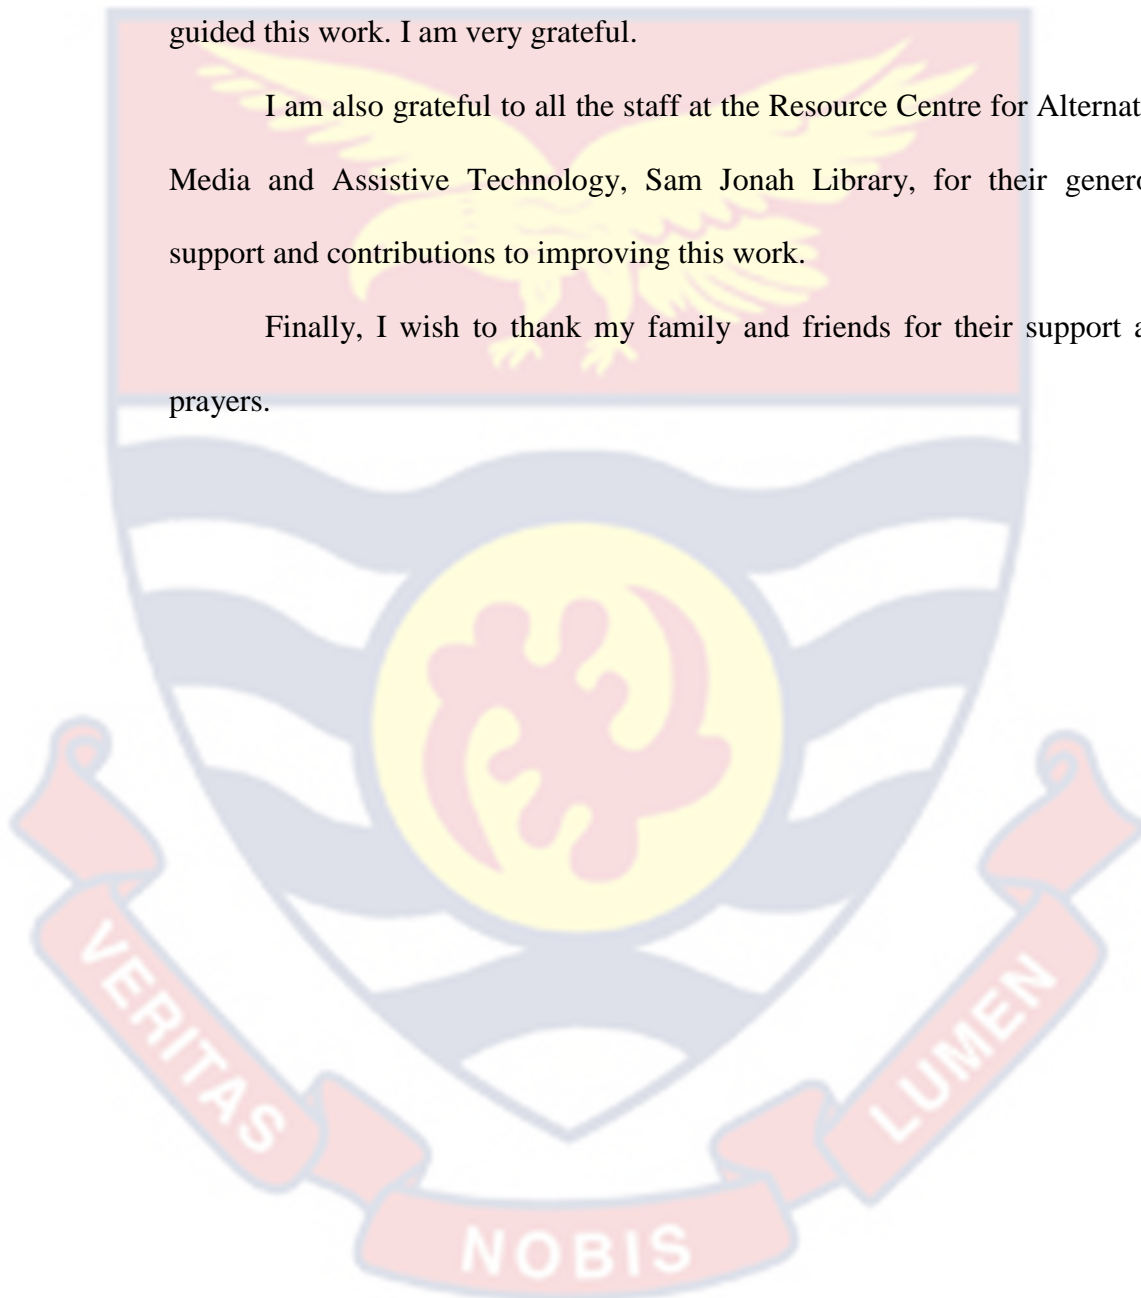 guided this work. I am very grateful.
I am also grateful to all the staff at the Resource Centre for Alternat
Media and Assistive Technology, Sam Jonah Library, for their genero
support and contributions to improving this work.
Finally, I wish to thank my family and friends for their support a
prayers.
VERITAS
NOBIS
LUMEN